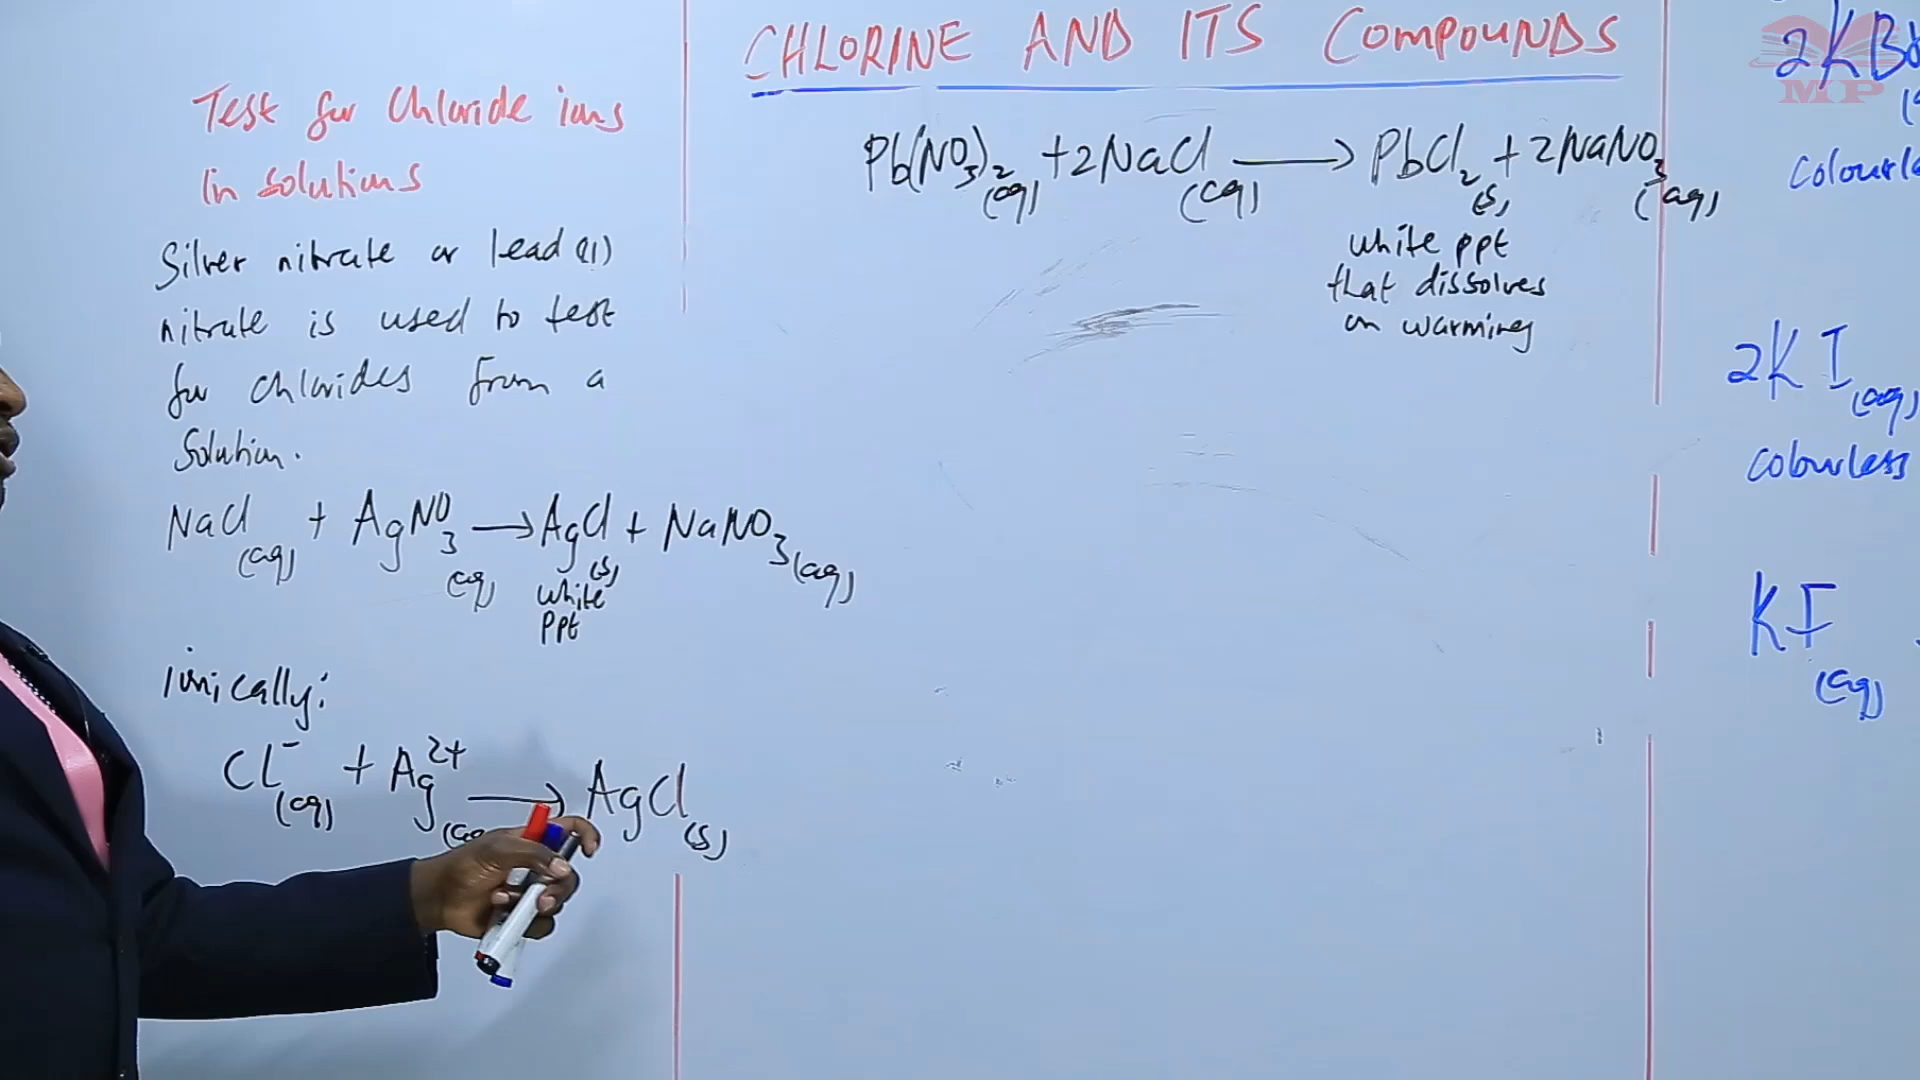 CHLORINE AND ITS COMPOUNDS
Test for Chloride ions
in solutions
Silver nitrate or lead (II)
nitrate is used to test
for chlorides from a
solution.
NaCl(aq) + AgNO3(aq) → AgCl(s) + NaNO3(aq)
white
ppt
ionically:
Cl⁻(aq) + Ag²⁺ → AgCl(s)
Pb(NO3)2(aq) + 2NaCl(aq) → PbCl2(s) + 2NaNO3(aq)
white ppt
that dissolves
on warming
MP
2KI(aq)
colourless
(aq)